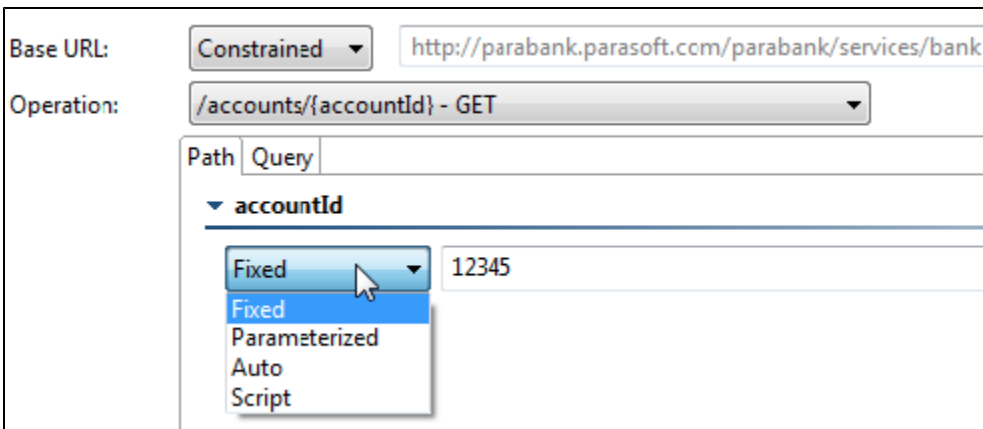 Base URL: Constrained http://parabank.parasoft.com/parabank/services/bank
Operation: /accounts/{accountId} - GET
Path Query
accountId
Fixed 12345
Fixed
Parameterized
Auto
Script